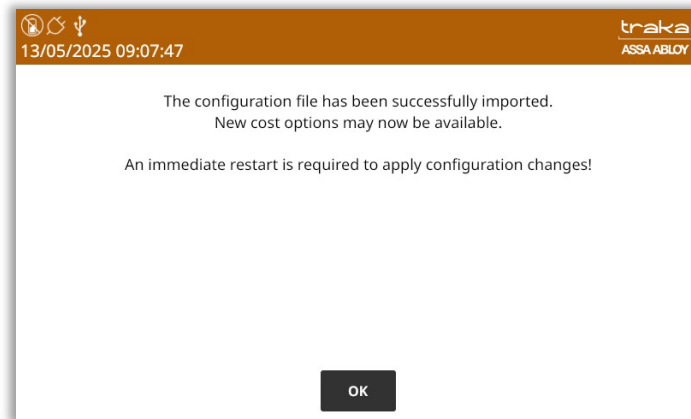 13/05/2025 09:07:47
traka
ASSA ABLOY
The configuration file has been successfully imported.
New cost options may now be available.
An immediate restart is required to apply configuration changes!
OK